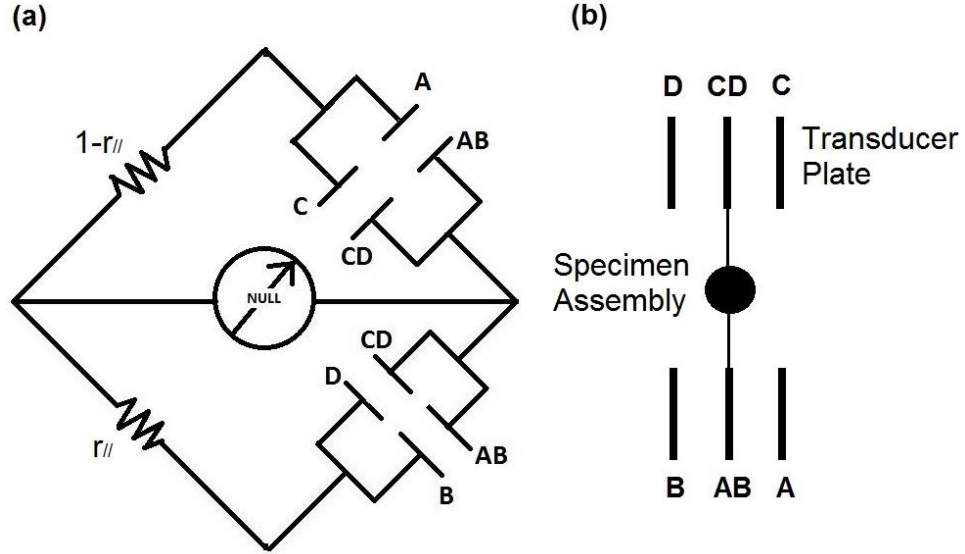 (a)
1-r//
A
AB
C
CD
NULL
CD
D
AB
B
r//
(b)
D CD C
Transducer
Plate
Specimen
Assembly
B AB A